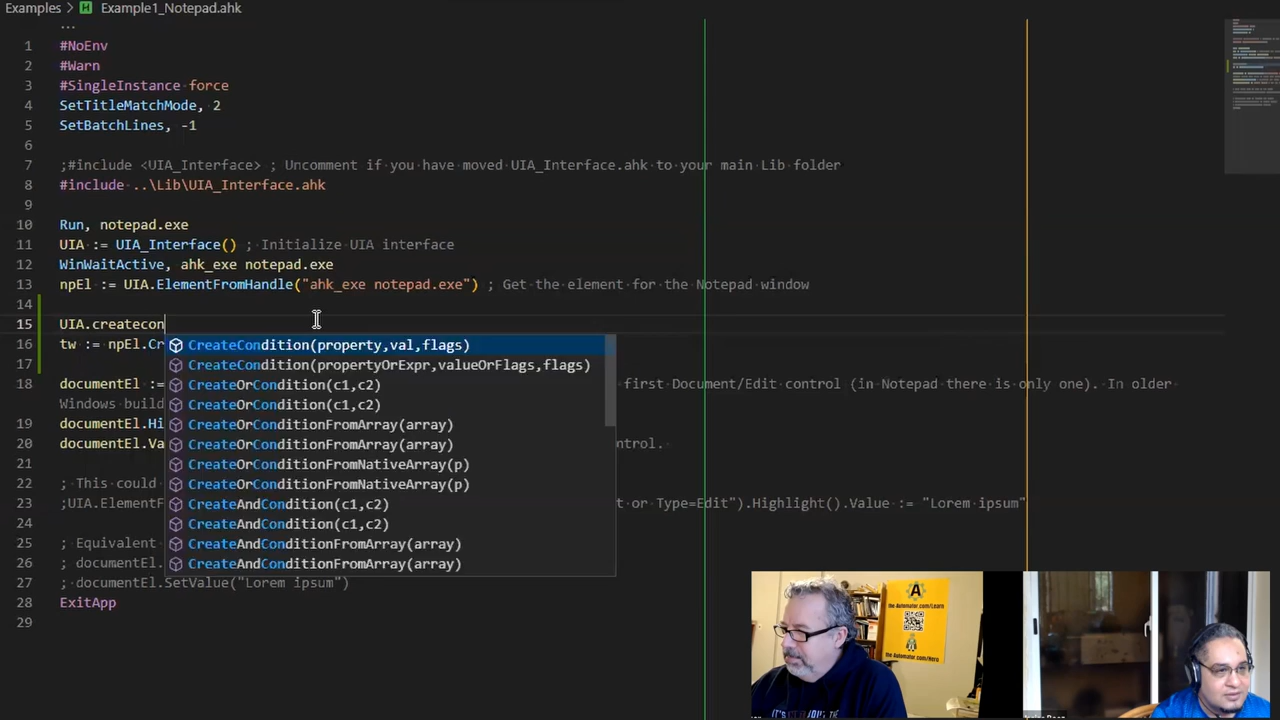 Examples > Example1_Notepad.ahk
...
1 #NoEnv
2 #Warn
3 #SingleInstance force
4 SetTitleMatchMode, 2
5 SetBatchLines, -1
6
7 ;#include <UIA_Interface> ; Uncomment if you have moved UIA_Interface.ahk to your main Lib folder
8 #include ..\Lib\UIA_Interface.ahk
9
10 Run, notepad.exe
11 UIA := UIA_Interface() ; Initialize UIA interface
12 WinWaitActive, ahk_exe notepad.exe
13 npEl := UIA.ElementFromHandle("ahk_exe notepad.exe") ; Get the element for the Notepad window
14
15 UIA.createcon
16 tw := npEl.Cr
CreateCondition(property,val,flags)
17
CreateCondition(propertyOrExpr,valueOrFlags,flags)
18 documentEl :=
CreateOrCondition(c1,c2)
first Document/Edit control (in Notepad there is only one). In older
Windows build
CreateOrCondition(c1,c2)
19 documentEl.Hi
CreateOrConditionFromArray(array)
20 documentEl.Va
CreateOrConditionFromArray(array)
ntrol.
21
CreateOrConditionFromNativeArray(p)
22 ; This could
CreateOrConditionFromNativeArray(p)
23 ;UIA.ElementF
CreateAndCondition(c1,c2)
t or Type=Edit").Highlight().Value := "Lorem ipsum"
24
CreateAndCondition(c1,c2)
25 ; Equivalent
CreateAndConditionFromArray(array)
26 ; documentEl.
CreateAndConditionFromArray(array)
27 ; documentEl.SetValue("Lorem ipsum")
28 ExitApp
29
the-Automator.com/Learn
the-Automator.com/Hero